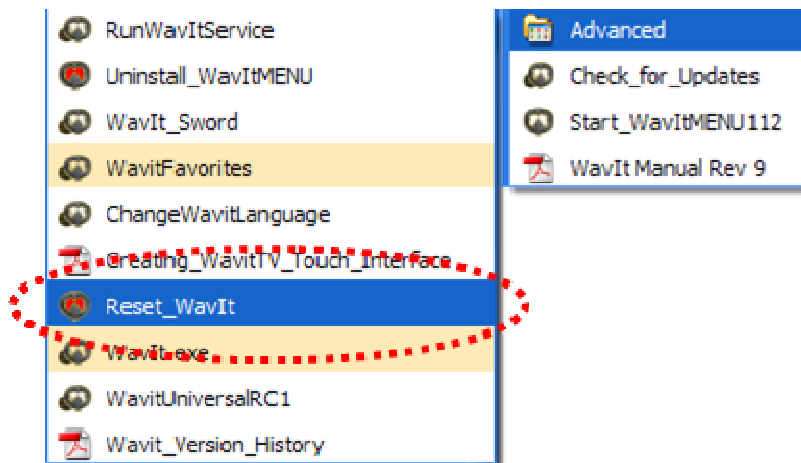 RunWavItService
Uninstall_WavItMENU
WavIt_Sword
WavitFavorites
ChangeWavitLanguage
Creating_WavitTV_Touch_Interface
Reset_WavIt
WavIt.exe
WavitUniversalRC1
Wavit_Version_History
Advanced
Check_for_Updates
Start_WavItMENU112
WavIt Manual Rev 9